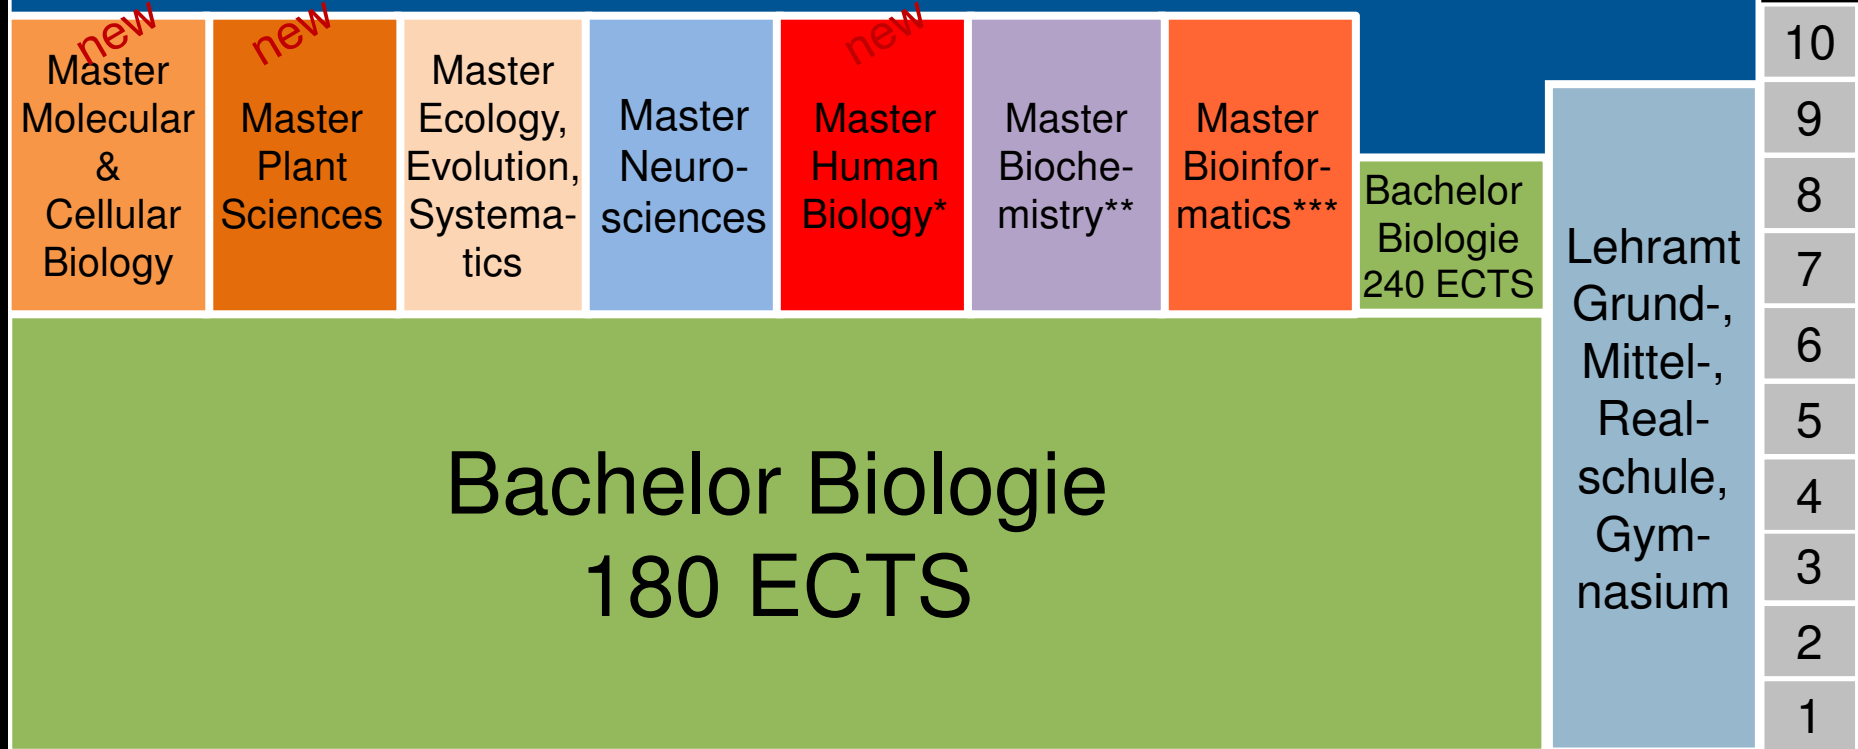 new
Master
Molecular
&
Cellular
Biology
new
Master
Plant
Sciences
Master
Ecology,
Evolution,
Systema-
tics
Master
Neuro-
sciences
new
Master
Human
Biology*
Master
Bioche-
mistry**
Master
Bioinfor-
matics***
Bachelor
Biologie
240 ECTS
Lehramt
Grund-,
Mittel-,
Real-
schule,
Gym-
nasium
Bachelor Biologie
180 ECTS
10
9
8
7
6
5
4
3
2
1